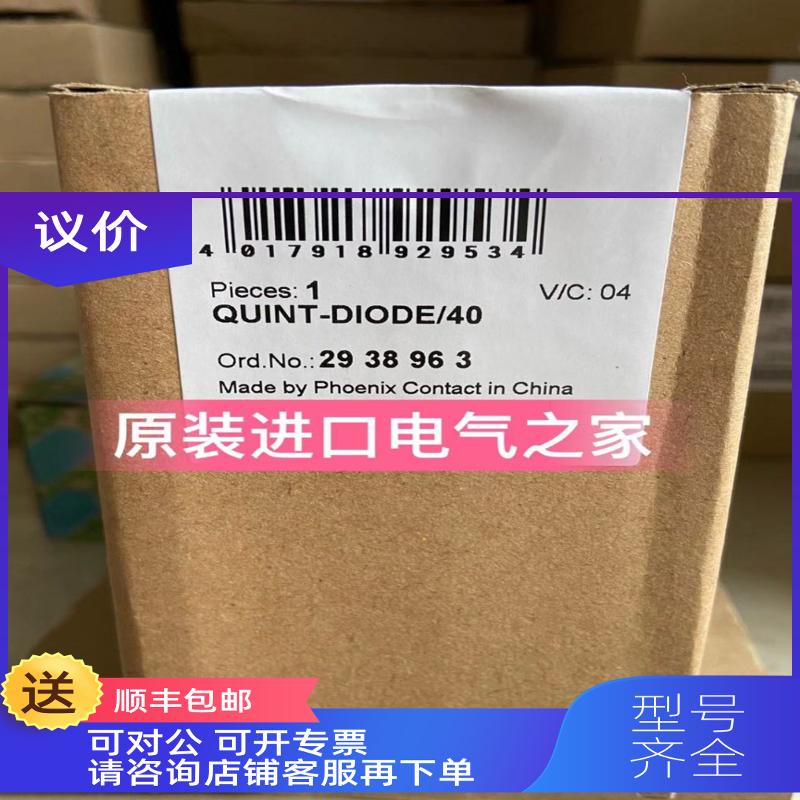 议价
4 017918 929534
Pieces: 1 V/C: 04
QUINT-DIODE/40
Ord.No.: 29 38 96 3
Made by Phoenix Contact in China
原装进口电气之家
送 顺丰包邮
可对公 可开专票
请咨询店铺客服再下单
型号
齐全